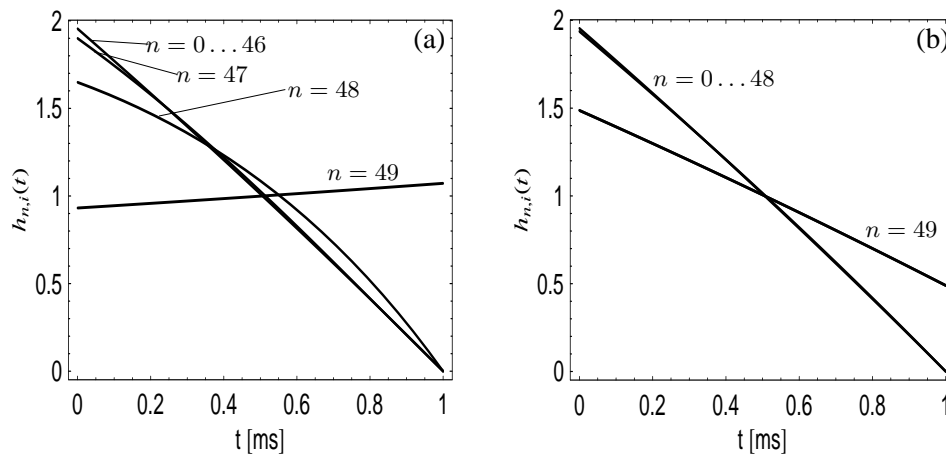 (a)
n = 0 . . . 46
n = 47
n = 48
n = 49
2
1.5
1
0.5
0
h_{n,i}(t)
0 0.2 0.4 0.6 0.8 1
t [ms]
(b)
n = 0 . . . 48
n = 49
2
1.5
1
0.5
0
h_{n,i}(t)
0 0.2 0.4 0.6 0.8 1
t [ms]